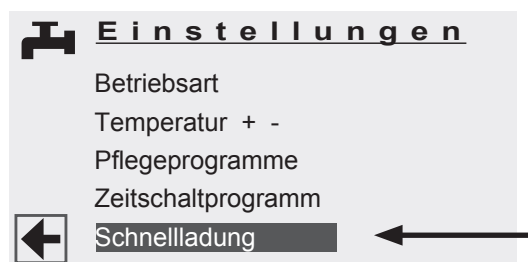 Einstellungen
Betriebsart
Temperatur + -
Pflegeprogramme
Zeitschaltprogramm
Schnellladung